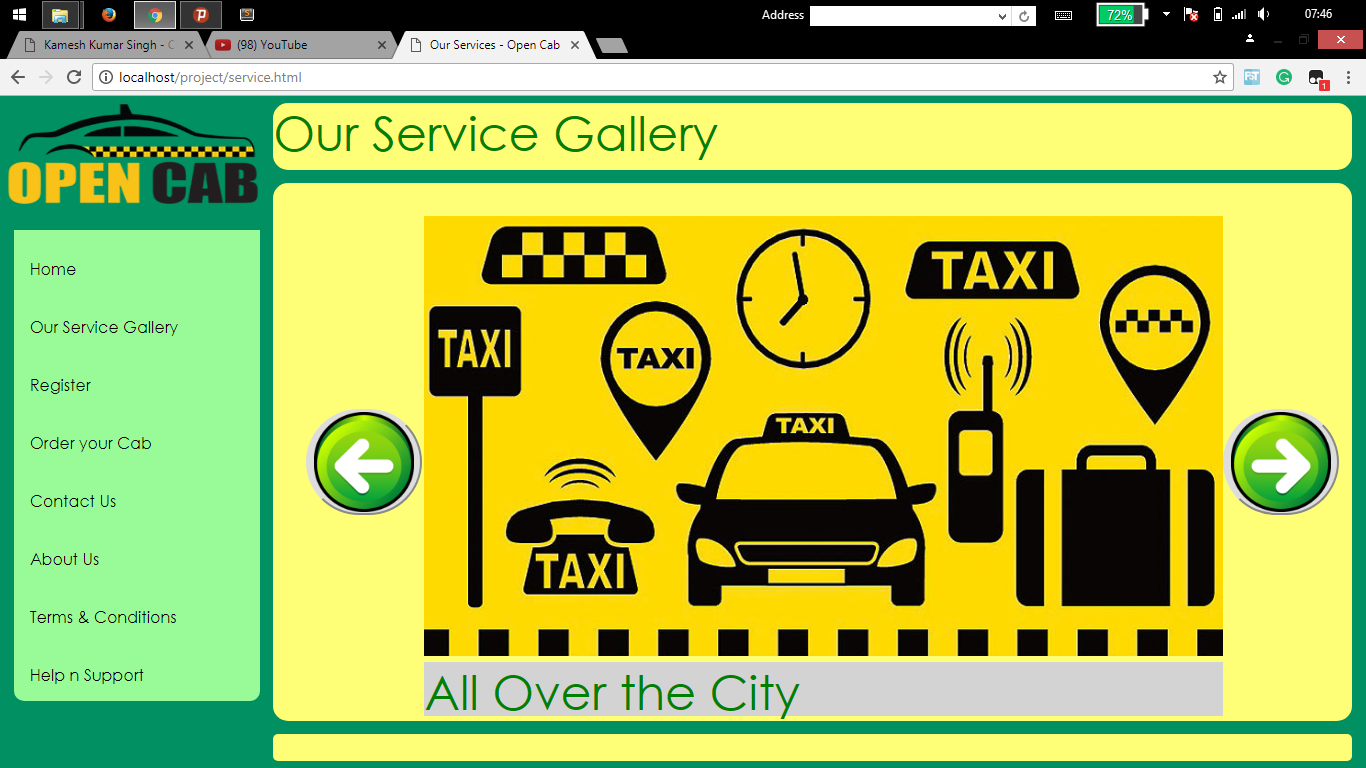 Address
72%
07:46
Kamesh Kumar Singh - C
(98) YouTube
Our Services - Open Cab
localhost/project/service.html
1
OPEN CAB
Our Service Gallery
Home
Our Service Gallery
Register
Order your Cab
Contact Us
About Us
Terms & Conditions
Help n Support
TAXI
TAXI
TAXI
TAXI
TAXI
All Over the City